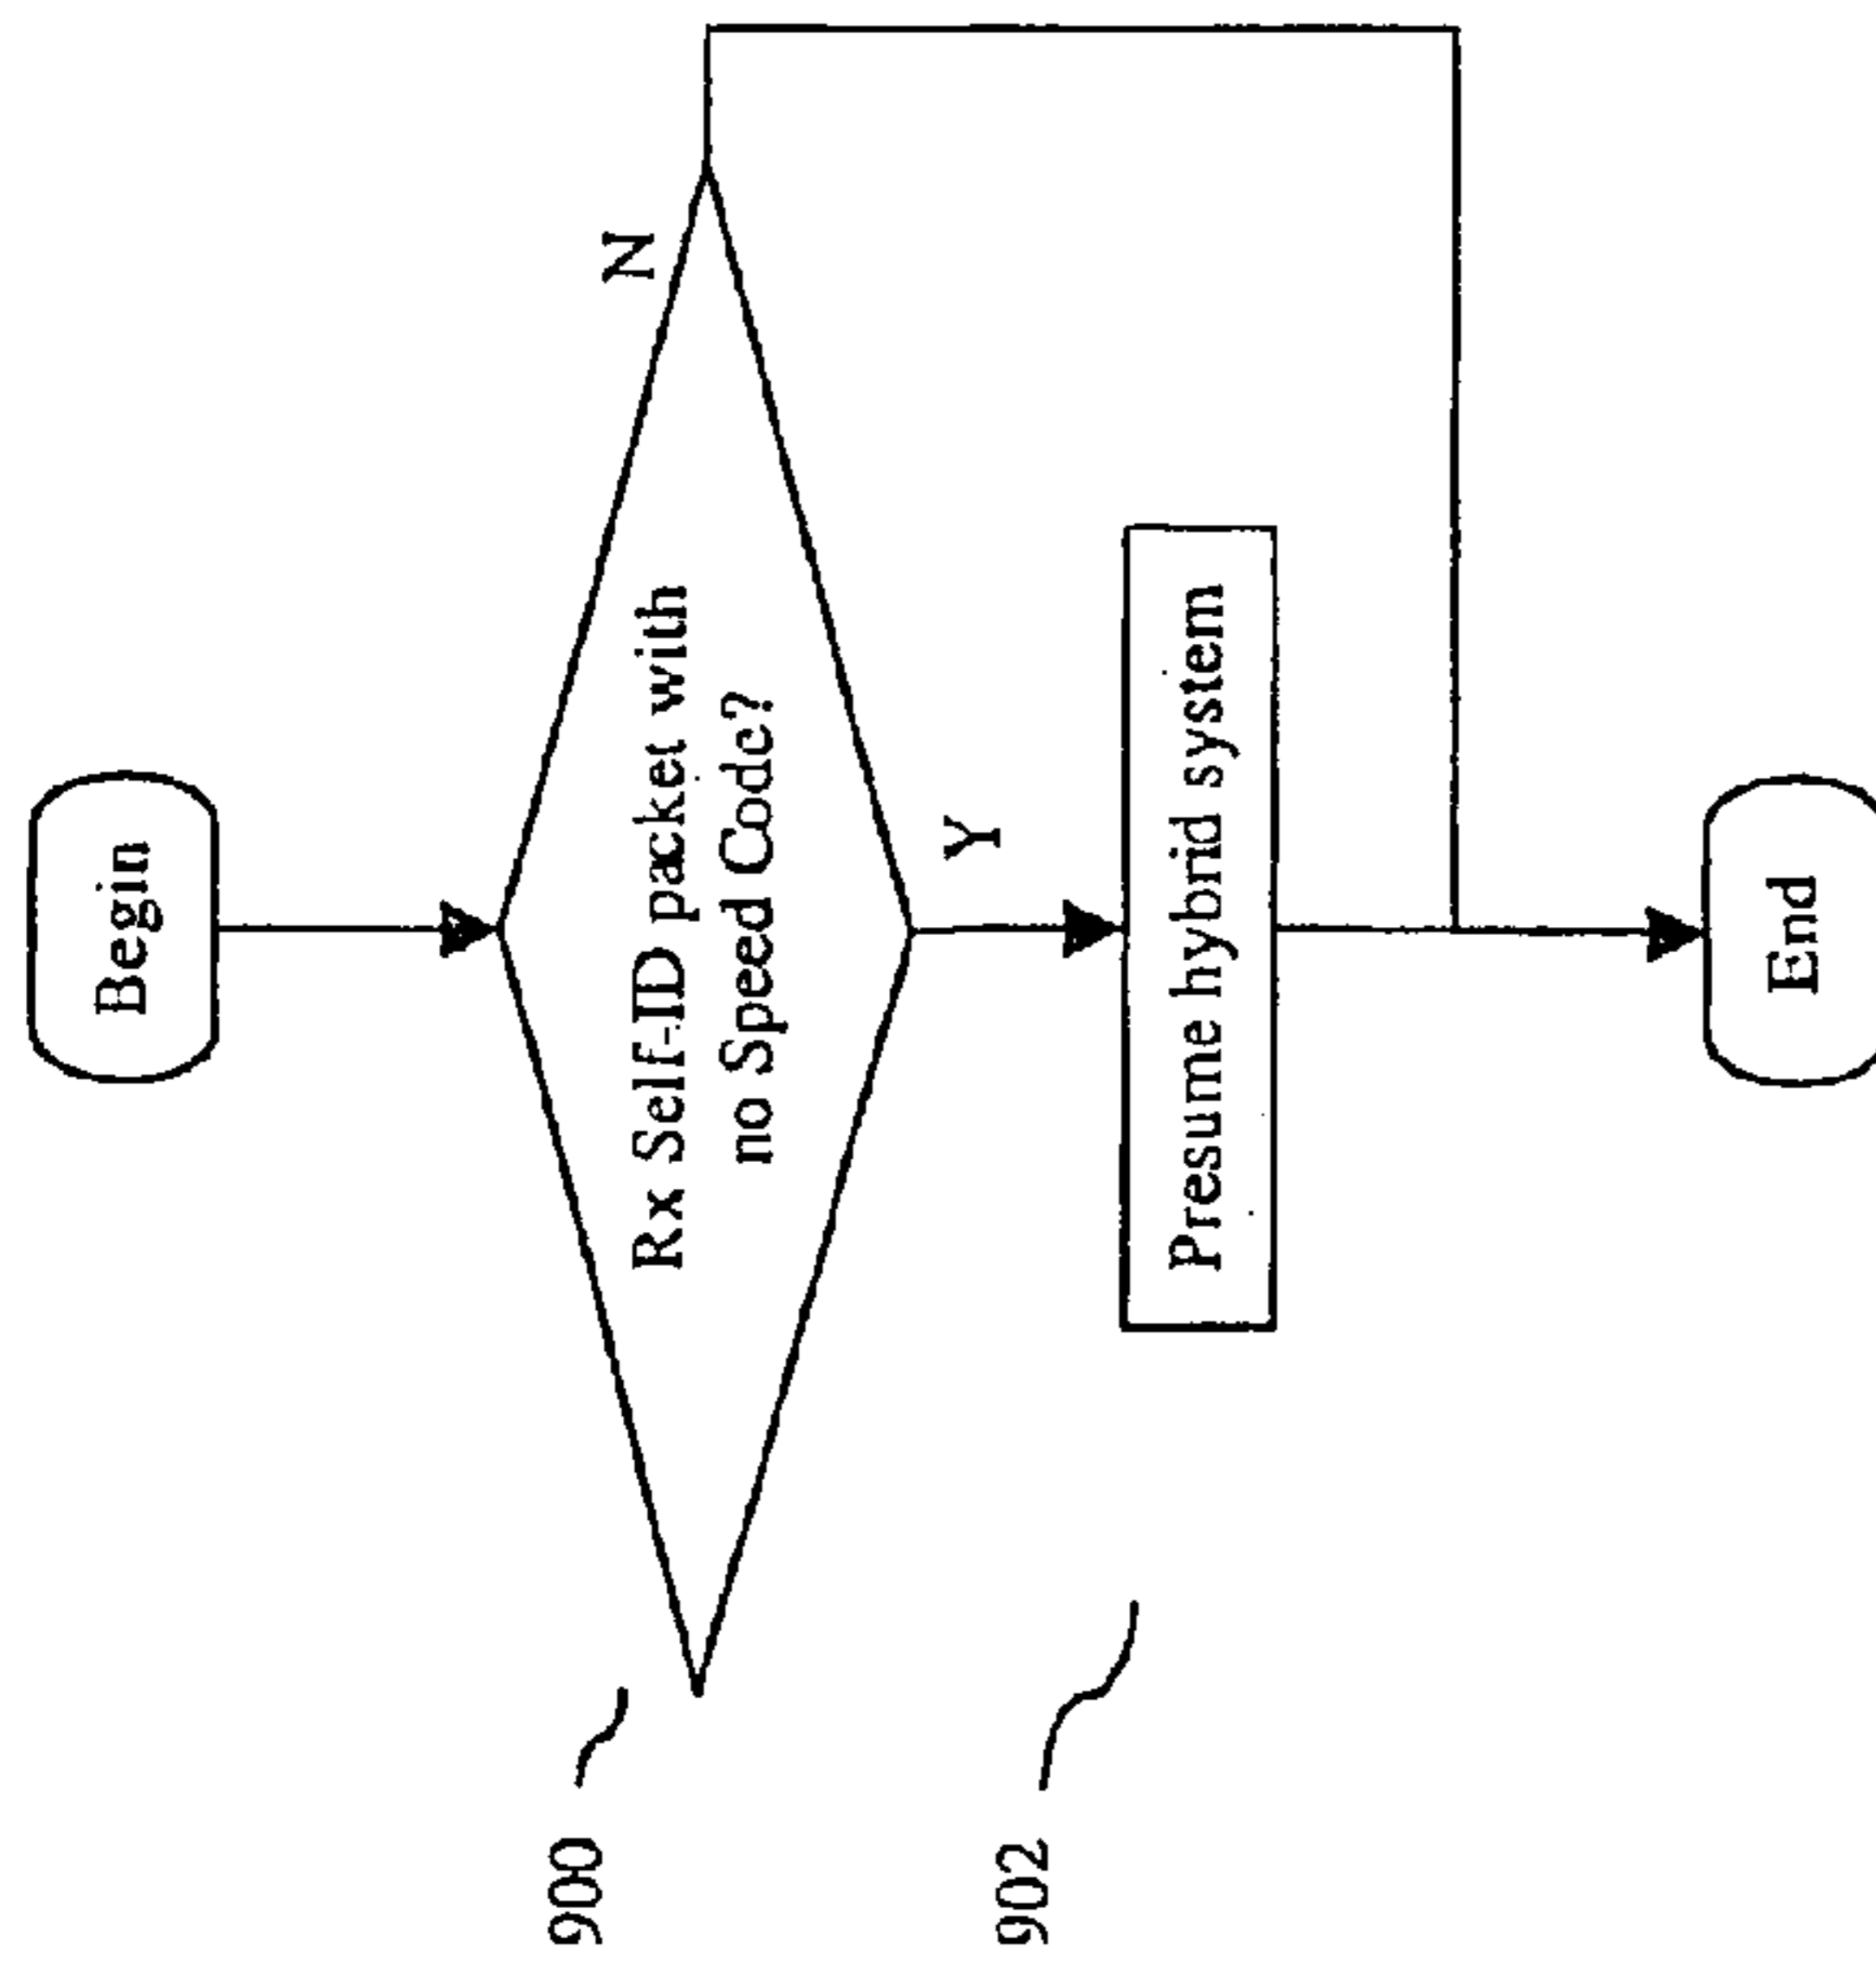 Begin
Rx Self-ID packet with
no Speed Code?
N
Y
Presume hybrid system
End
900
902